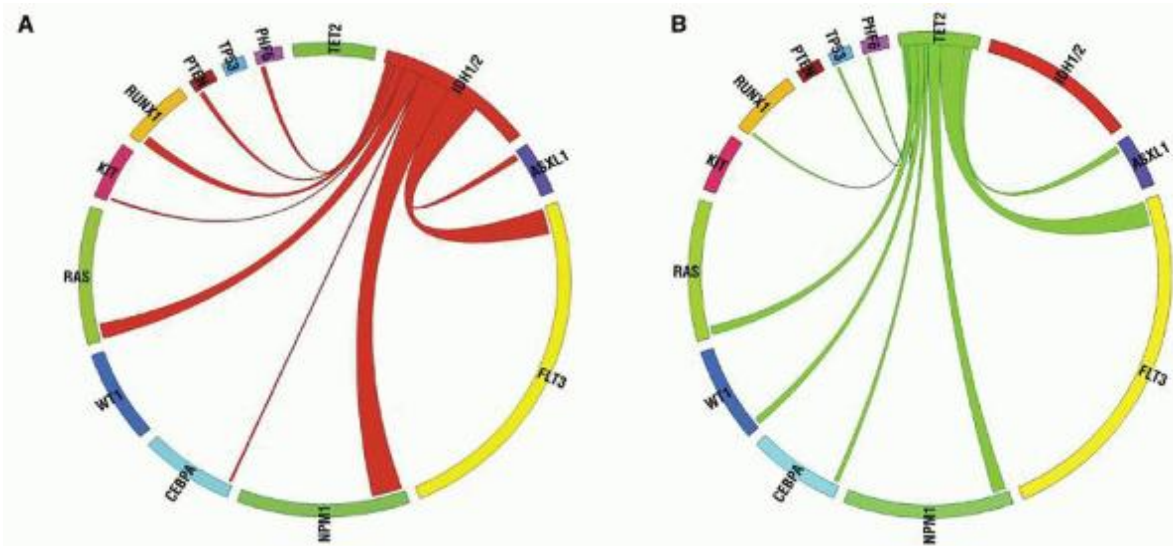 A
B
TET2
IDH1/2
ASXL1
FLT3
NPM1
CEBPA
WT1
RAS
KIT
RUNX1
PTEN
TP53
PHF6
TET2
IDH1/2
ASXL1
FLT3
NPM1
CEBPA
WT1
RAS
KIT
RUNX1
PTEN
TP53
PHF6